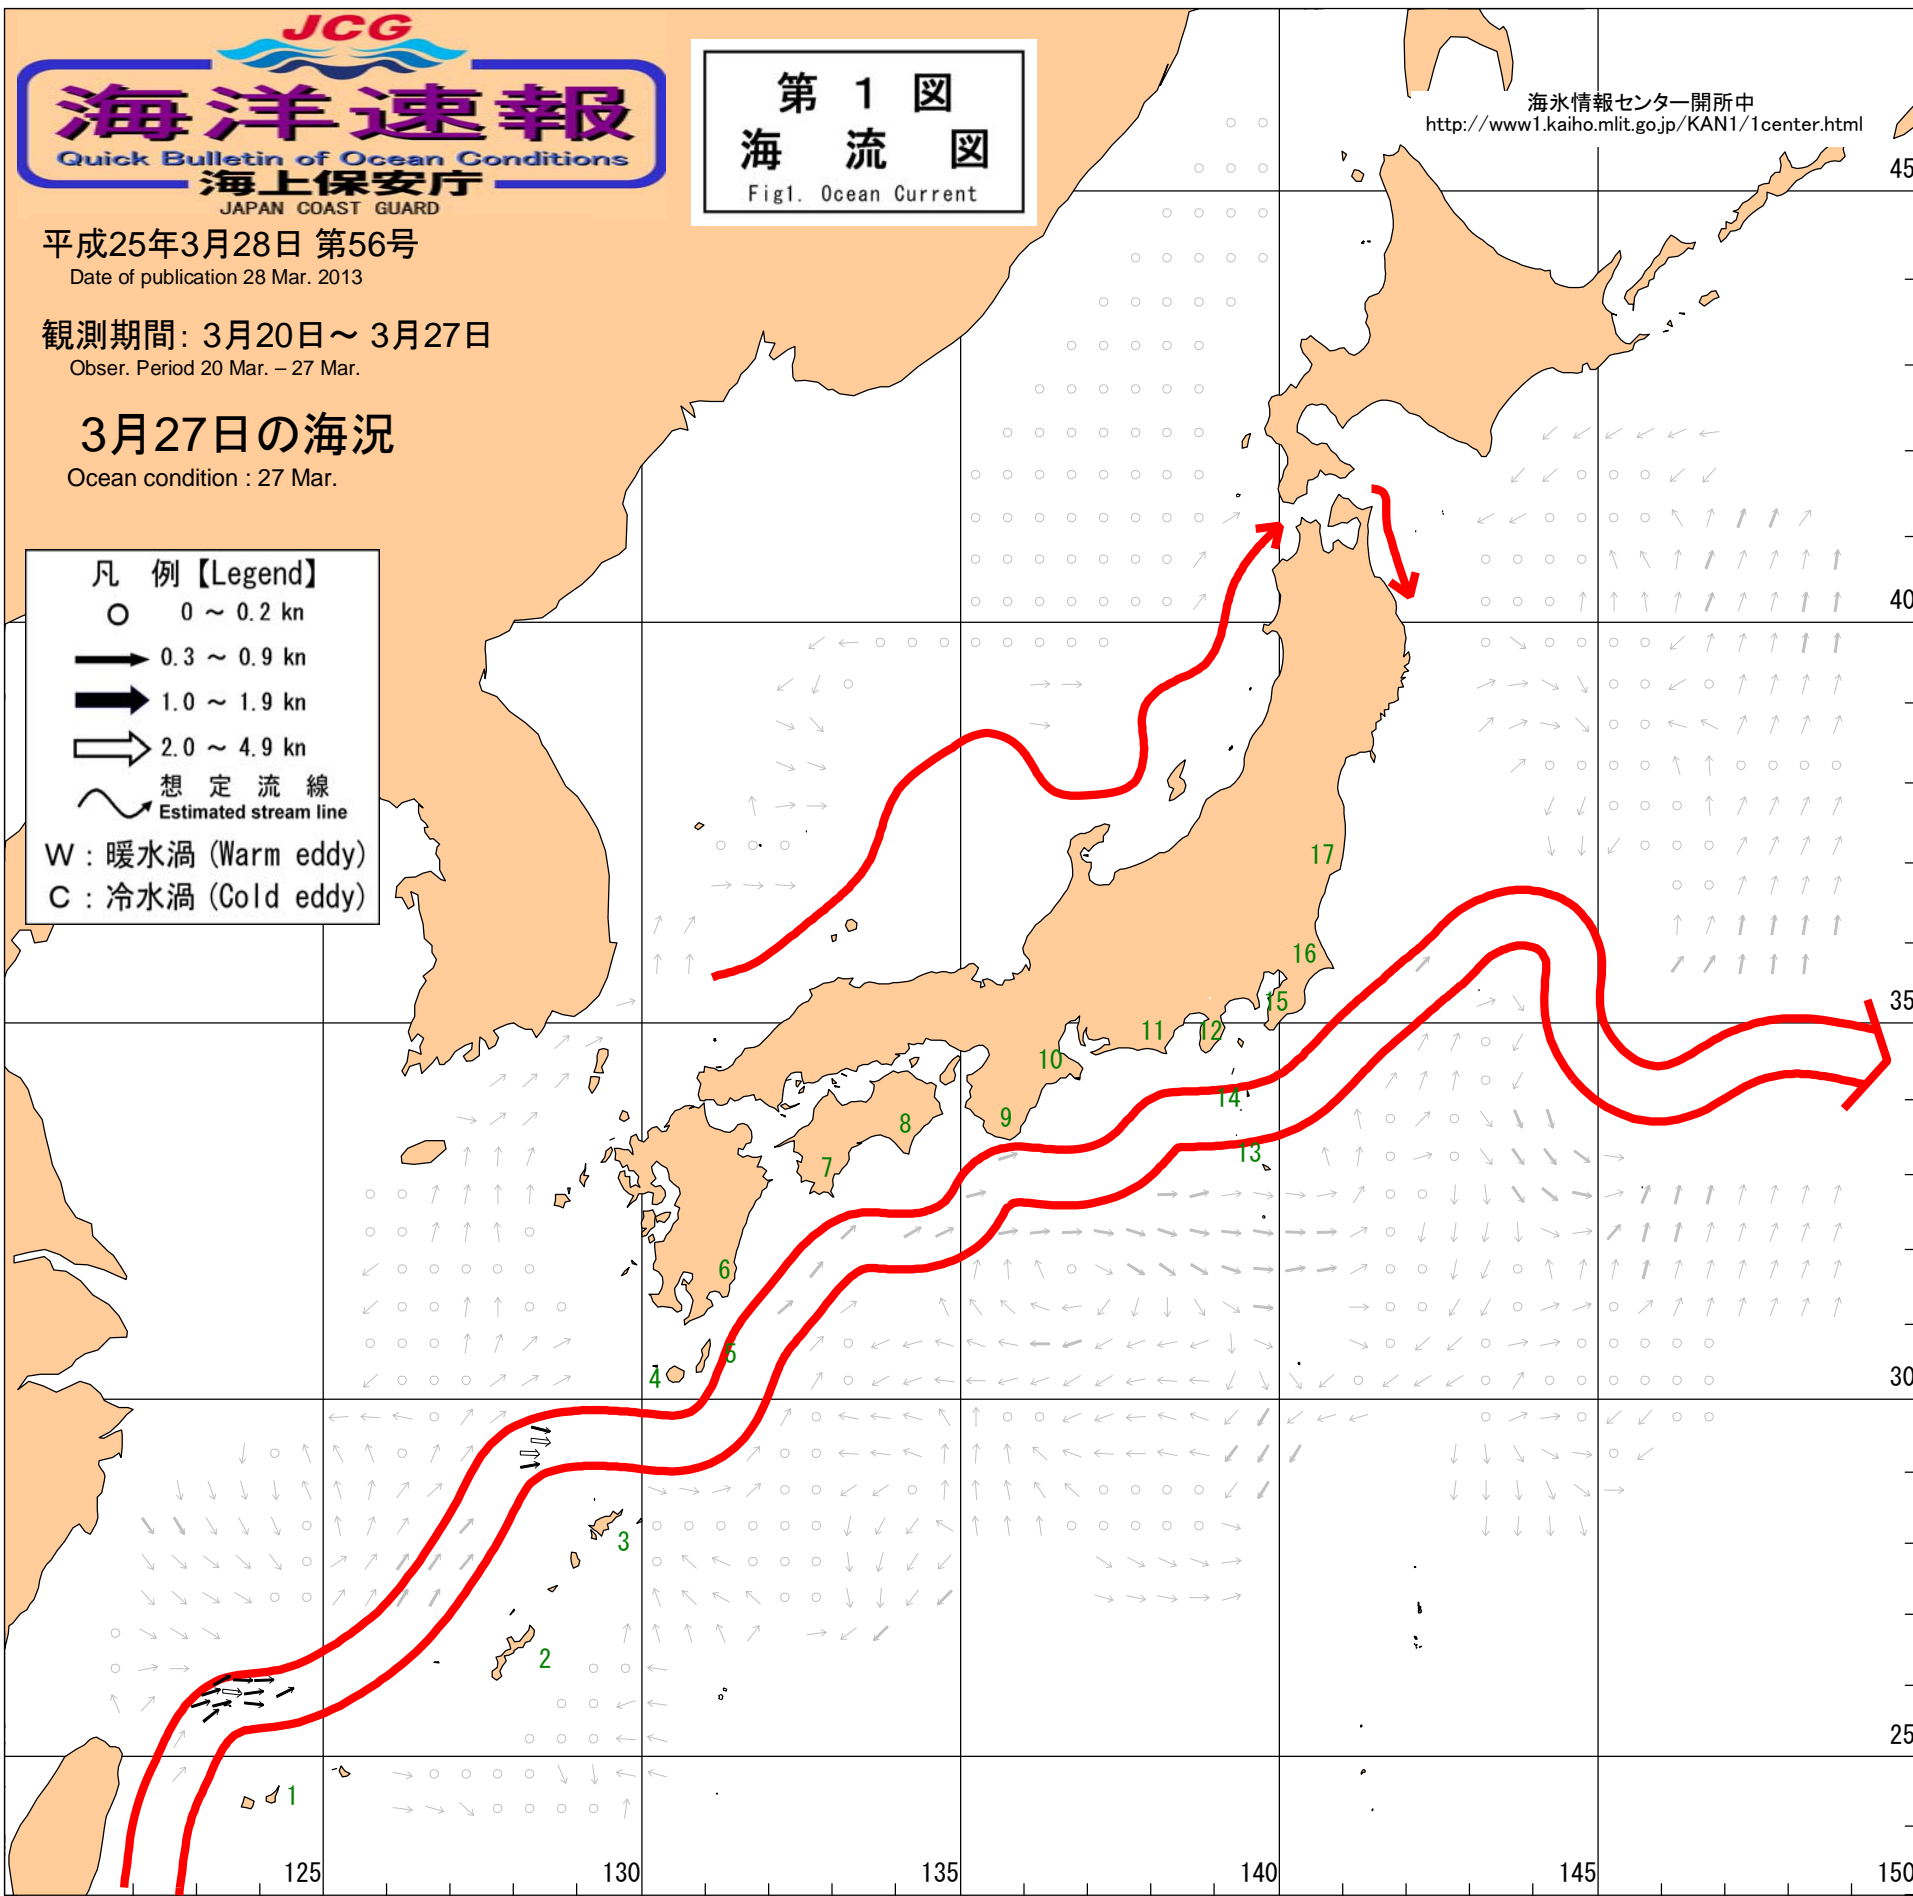 JCG
海洋速報
Quick Bulletin of Ocean Conditions
海上保安庁
JAPAN COAST GUARD
第 1 図
海 流 図
Fig1. Ocean Current
海氷情報センター開所中
http://www1.kaiho.mlit.go.jp/KAN1/1center.html
平成25年3月28日 第56号
Date of publication 28 Mar. 2013
観測期間: 3月20日～ 3月27日
Obser. Period 20 Mar. – 27 Mar.
3月27日の海況
Ocean condition : 27 Mar.
凡 例【Legend】
0 ～ 0.2 kn
0.3 ～ 0.9 kn
1.0 ～ 1.9 kn
2.0 ～ 4.9 kn
想 定 流 線
Estimated stream line
W : 暖水渦 (Warm eddy)
C : 冷水渦 (Cold eddy)
45
40
17
16
35
15
12
11
10
14
9
8
13
7
6
5
4
30
3
2
25
1
125
130
135
140
145
150